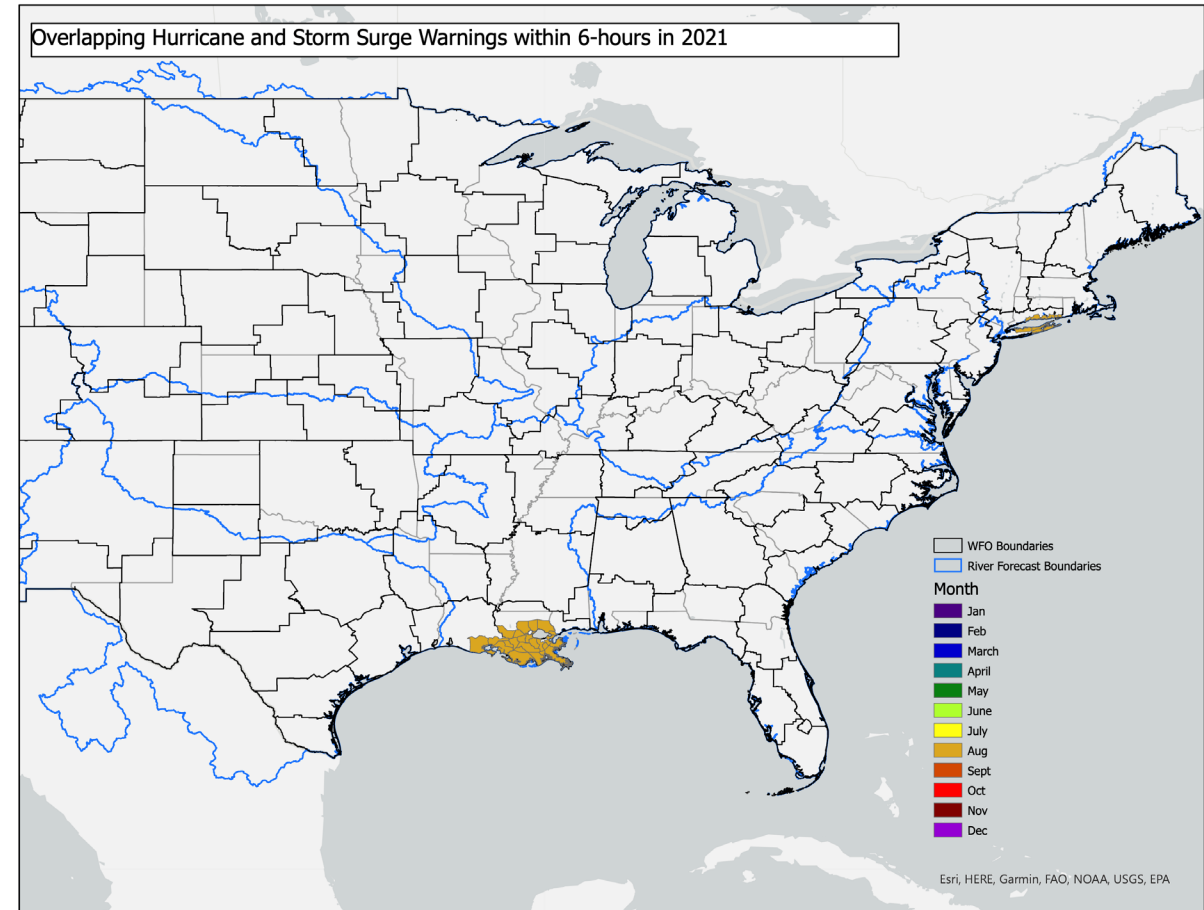 Overlapping Hurricane and Storm Surge Warnings within 6-hours in 2021
WFO Boundaries
River Forecast Boundaries
Month
Jan
Feb
March
April
May
June
July
Aug
Sept
Oct
Nov
Dec
Esri, HERE, Garmin, FAO, NOAA, USGS, EPA